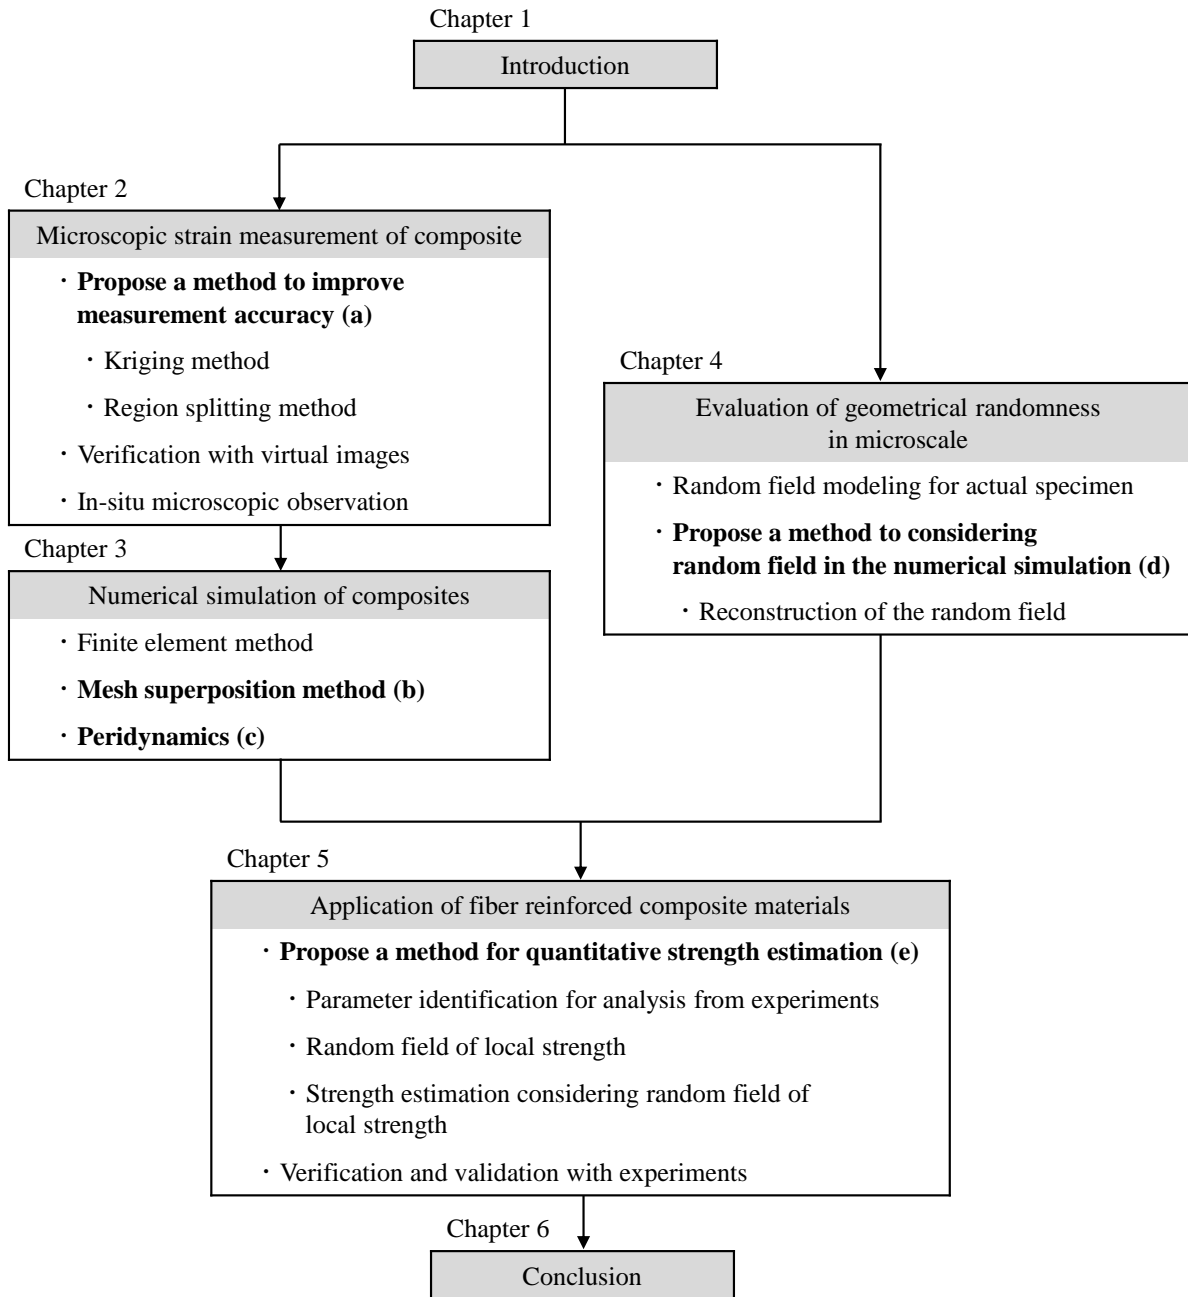 Chapter 1
Introduction
Chapter 2
Microscopic strain measurement of composite
・Propose a method to improve
measurement accuracy (a)
・Kriging method
・Region splitting method
・Verification with virtual images
・In-situ microscopic observation
Chapter 3
Numerical simulation of composites
・Finite element method
・Mesh superposition method (b)
・Peridynamics (c)
Chapter 4
Evaluation of geometrical randomness
in microscale
・Random field modeling for actual specimen
・Propose a method to considering
random field in the numerical simulation (d)
・Reconstruction of the random field
Chapter 5
Application of fiber reinforced composite materials
・Propose a method for quantitative strength estimation (e)
・Parameter identification for analysis from experiments
・Random field of local strength
・Strength estimation considering random field of
local strength
・Verification and validation with experiments
Chapter 6
Conclusion